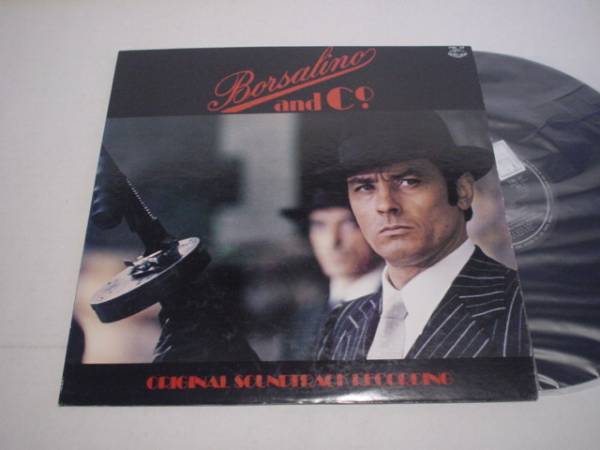 Borsalino
and Co
ORIGINAL SOUNDTRACK RECORDING